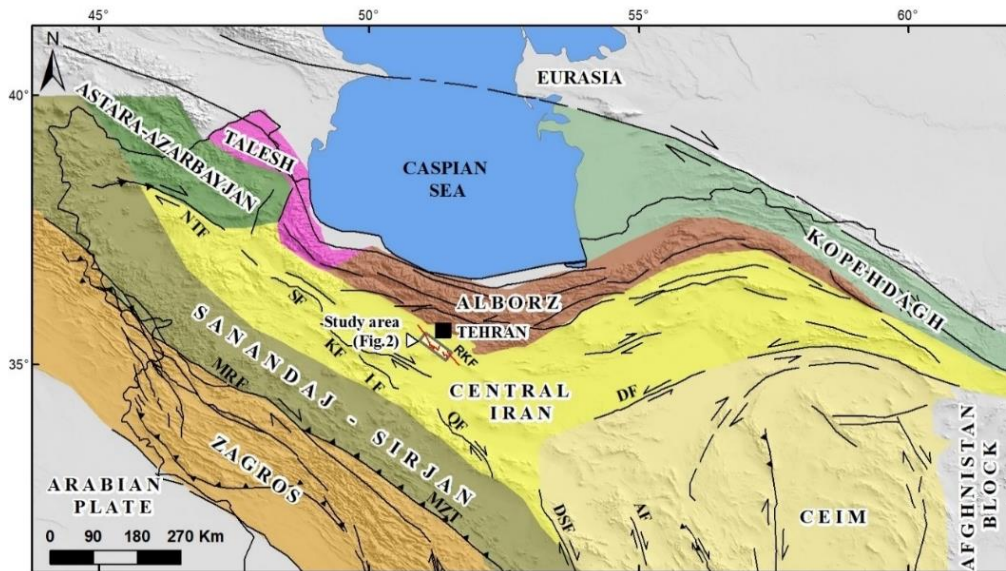 45°
50°
55°
60°
N
40°
35°
EURASIA
ASTARA-AZARBAYJAN
TALESH
CASPIAN
SEA
KOPEHDAGH
NTF
ALBORZ
SF
Study area
(Fig.2)
TEHRAN
RKF
KF
SANANDAJ - SIRJAN
MRF
IF
CENTRAL
IRAN
DF
QF
ZAGROS
ARABIAN
PLATE
MZT
DSF
AF
CEIM
AFGHNISTAN
BLOCK
0 90 180 270 Km